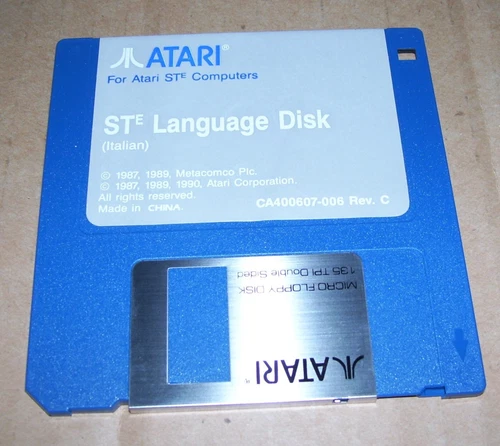 ATARI®
For Atari STE Computers
STE Language Disk
(Italian)
© 1987, 1989, Metacomco Plc.
© 1987, 1989, 1990, Atari Corporation.
All rights reserved.
Made in CHINA.
CA400607-006 Rev. C
ATARI®
MICRO FLOPPY DISK
135 TPI Double Sided